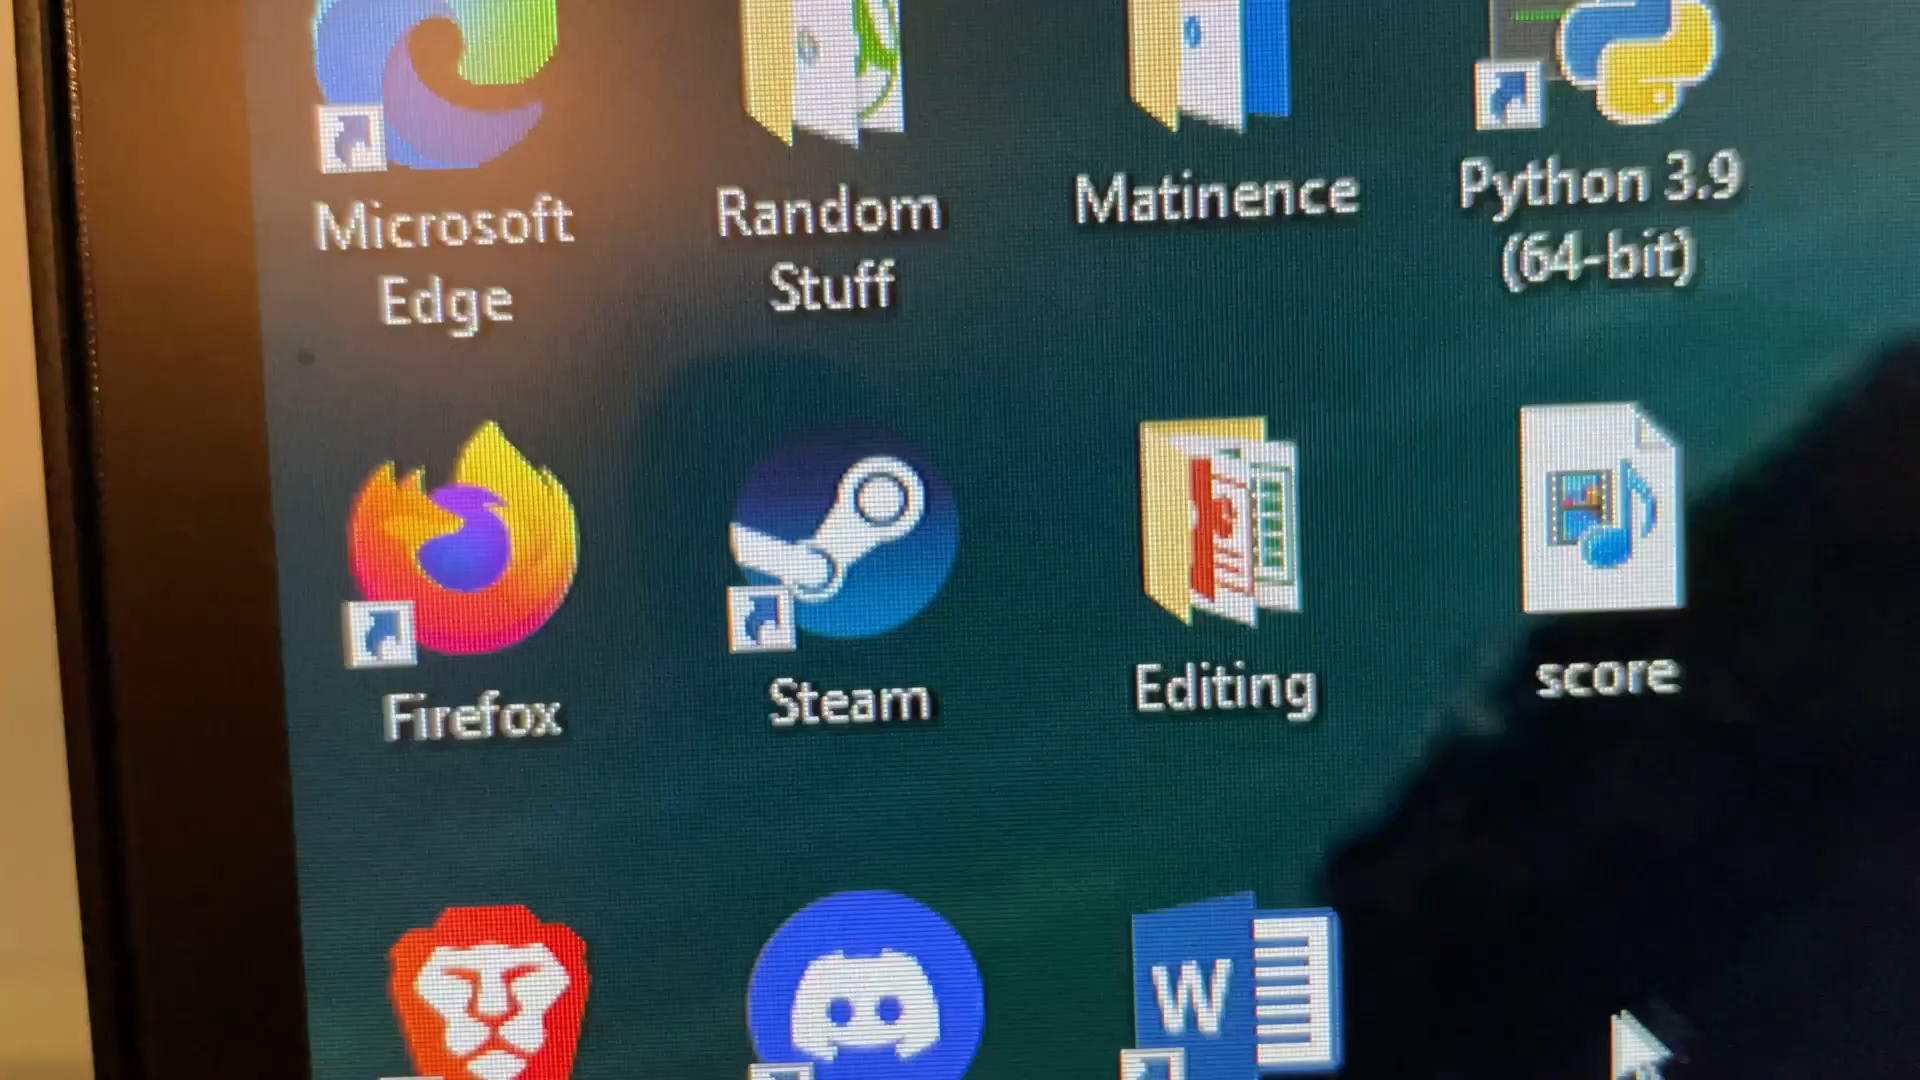 Microsoft
Edge
Random
Stuff
Matinence
Python 3.9
(64-bit)
Firefox
Steam
Editing
score
W